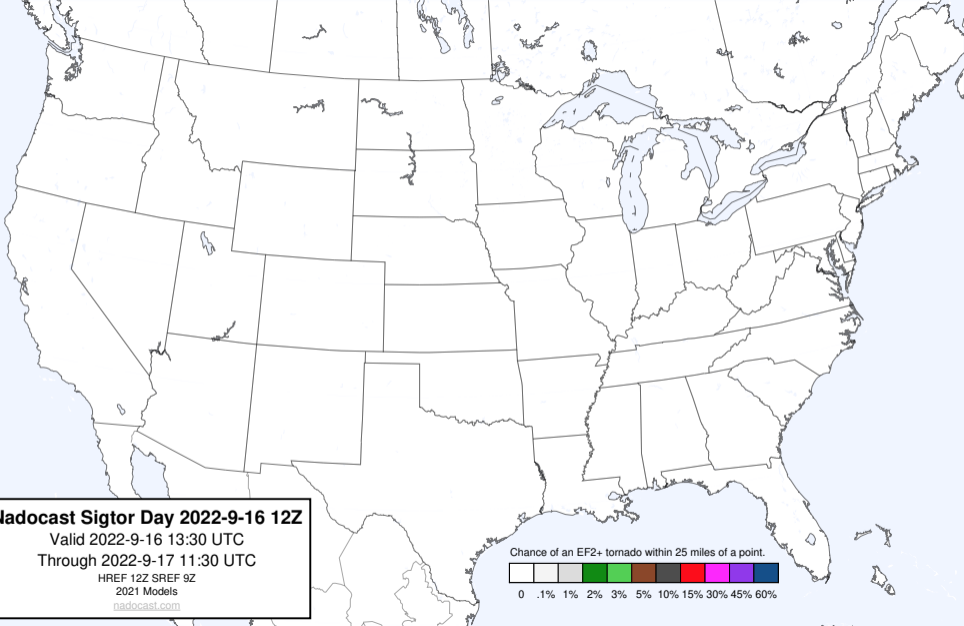 Nadocast Sigtor Day 2022-9-16 12Z
Valid 2022-9-16 13:30 UTC
Through 2022-9-17 11:30 UTC
HREF 12Z SREF 9Z
2021 Models
nadocast.com
Chance of an EF2+ tornado within 25 miles of a point.
0 .1% 1% 2% 3% 5% 10% 15% 30% 45% 60%